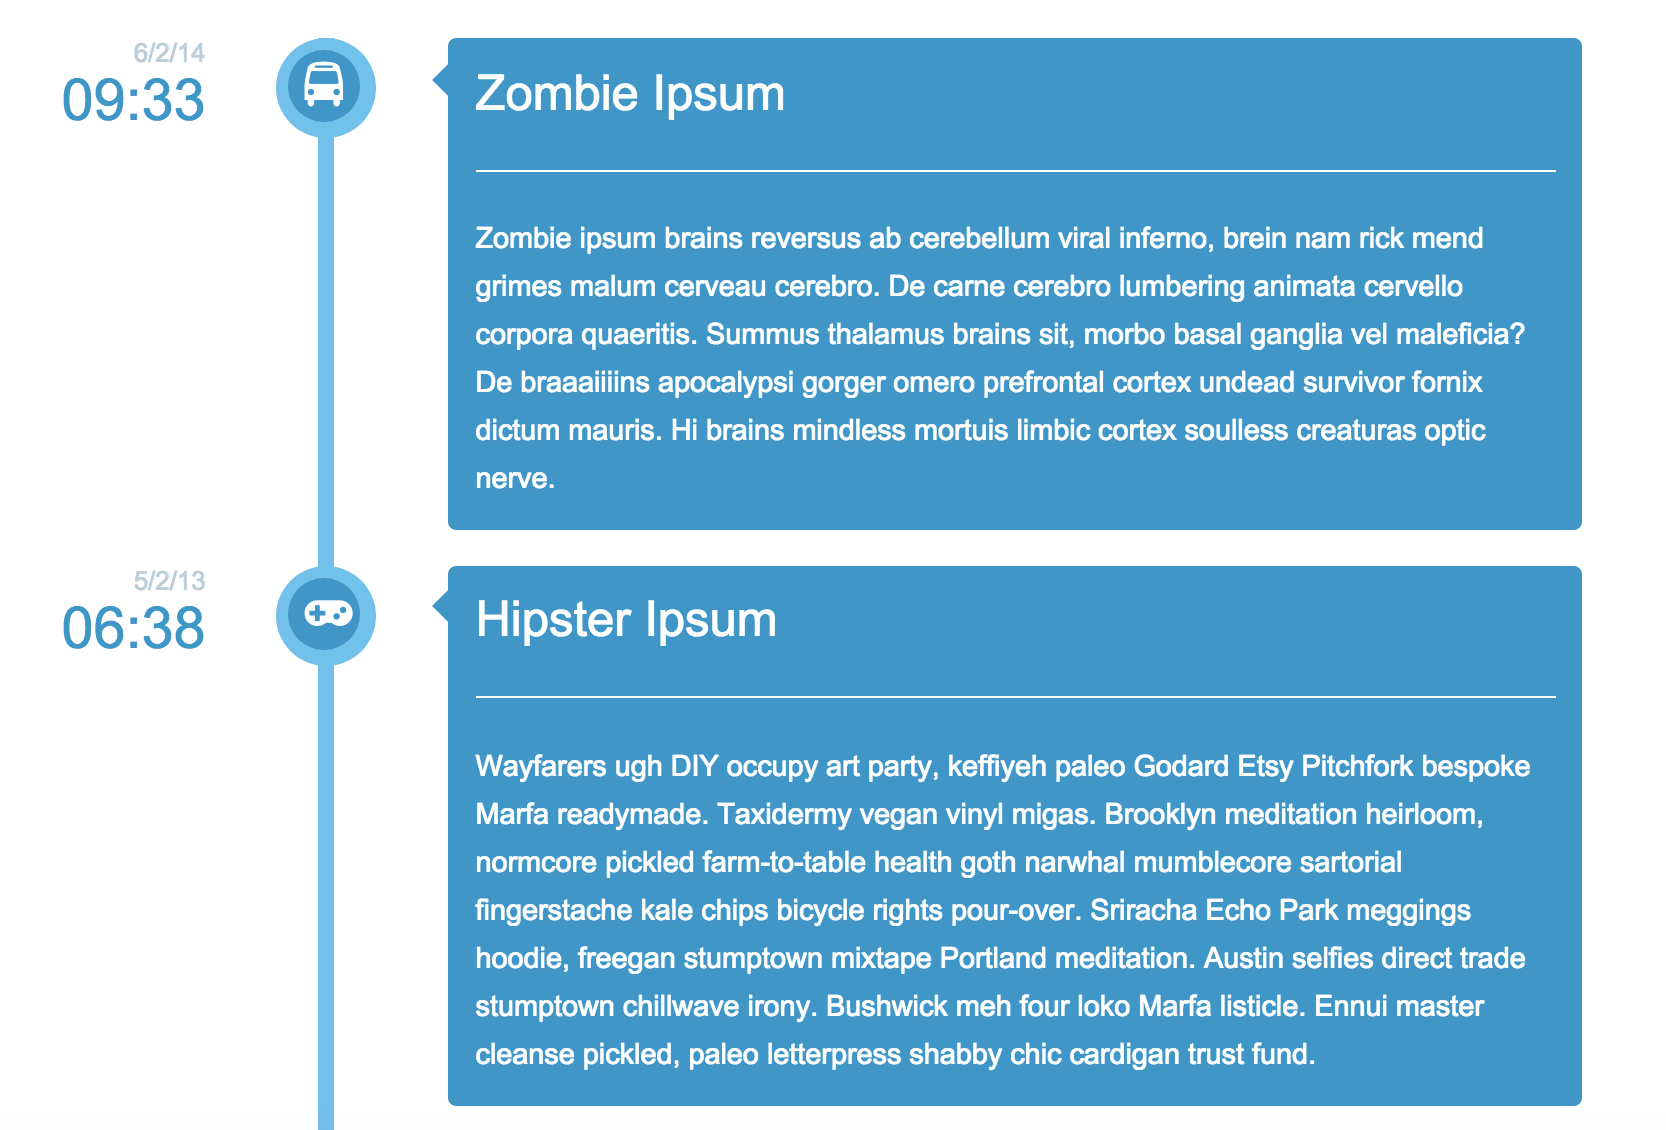 6/2/14
09:33
Zombie Ipsum
Zombie ipsum brains reversus ab cerebellum viral inferno, brein nam rick mend
grimes malum cerveau cerebro. De carne cerebro lumbering animata cervello
corpora quaeritis. Summus thalamus brains sit, morbo basal ganglia vel maleficia?
De braaaiiiins apocalypsi gorger omero prefrontal cortex undead survivor fornix
dictum mauris. Hi brains mindless mortuis limbic cortex soulless creaturas optic
nerve.
5/2/13
06:38
Hipster Ipsum
Wayfarers ugh DIY occupy art party, keffiyeh paleo Godard Etsy Pitchfork bespoke
Marfa readymade. Taxidermy vegan vinyl migas. Brooklyn meditation heirloom,
normcore pickled farm-to-table health goth narwhal mumblecore sartorial
fingerstache kale chips bicycle rights pour-over. Sriracha Echo Park meggings
hoodie, freegan stumptown mixtape Portland meditation. Austin selfies direct trade
stumptown chillwave irony. Bushwick meh four loko Marfa listicle. Ennui master
cleanse pickled, paleo letterpress shabby chic cardigan trust fund.